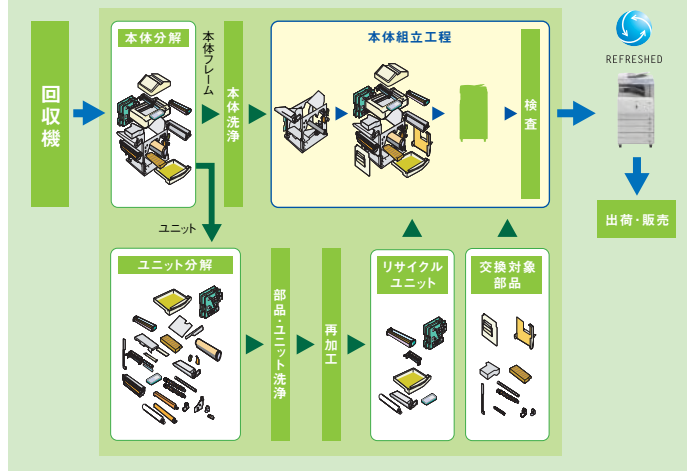 回収機
本体分解
本体フレーム
本体洗浄
本体組立工程
検査
REFRESHED
出荷・販売
ユニット
ユニット分解
部品・ユニット洗浄
再加工
リサイクル
ユニット
交換対象
部品